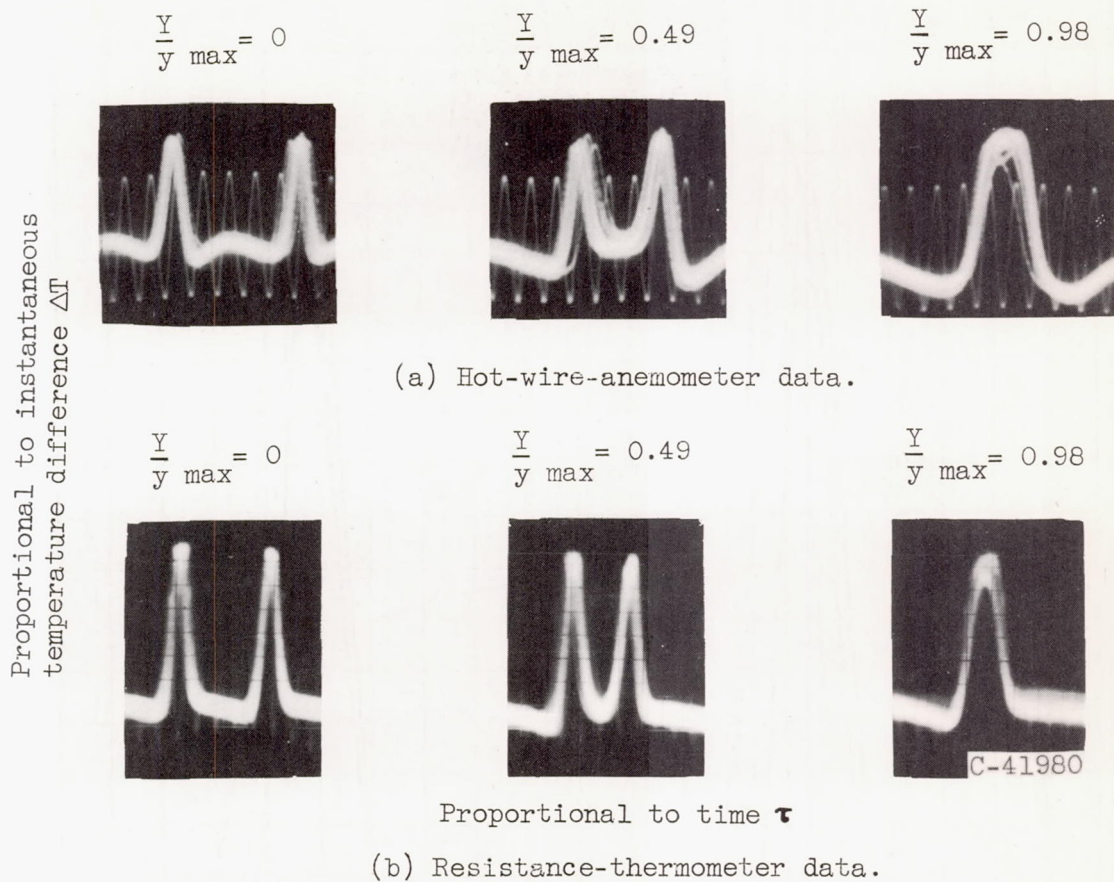 Y/y max = 0
Y/y max = 0.49
Y/y max = 0.98
Proportional to instantaneous
temperature difference ΔT
(a) Hot-wire-anemometer data.
Y/y max = 0
Y/y max = 0.49
Y/y max = 0.98
C-41980
Proportional to time τ
(b) Resistance-thermometer data.